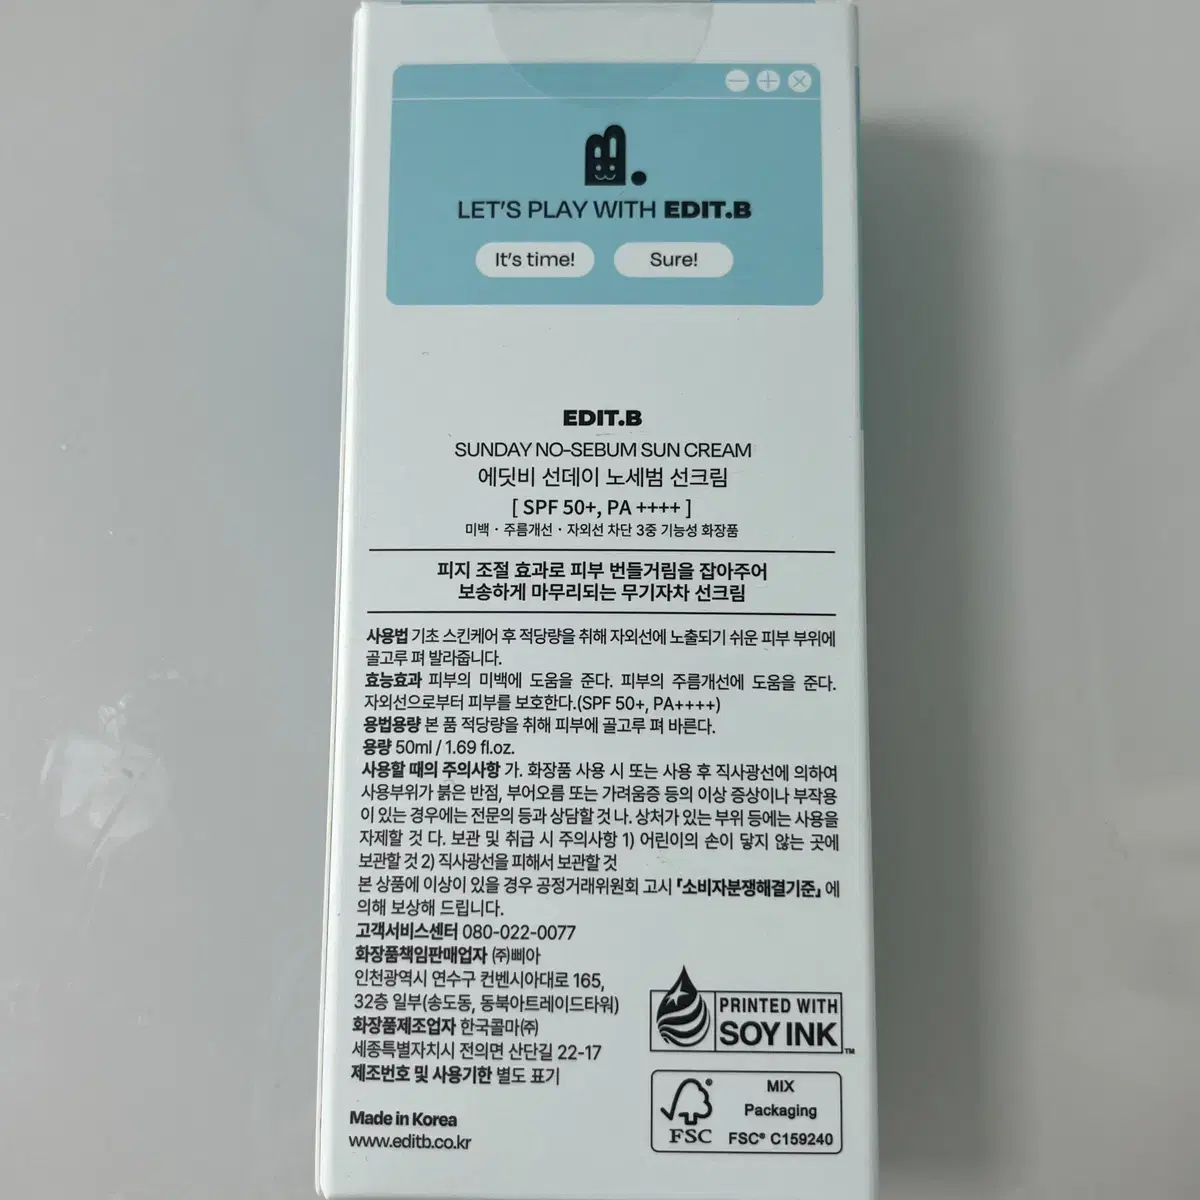 LET'S PLAY WITH EDIT.B
It's time!
Sure!
EDIT.B
SUNDAY NO-SEBUM SUN CREAM
에딧비 선데이 노세범 선크림
[ SPF 50+, PA ++++ ]
미백 · 주름개선 · 자외선 차단 3중 기능성 화장품
피지 조절 효과로 피부 번들거림을 잡아주어
보송하게 마무리되는 무기자차 선크림
사용법 기초 스킨케어 후 적당량을 취해 자외선에 노출되기 쉬운 피부 부위에
골고루 펴 발라줍니다.
효능효과 피부의 미백에 도움을 준다. 피부의 주름개선에 도움을 준다.
자외선으로부터 피부를 보호한다.(SPF 50+, PA++++)
용법용량 본 품 적당량을 취해 피부에 골고루 펴 바른다.
용량 50ml / 1.69 fl.oz.
사용할 때의 주의사항 가. 화장품 사용 시 또는 사용 후 직사광선에 의하여
사용부위가 붉은 반점, 부어오름 또는 가려움증 등의 이상 증상이나 부작용
이 있는 경우에는 전문의 등과 상담할 것 나. 상처가 있는 부위 등에는 사용을
자제할 것 다. 보관 및 취급 시 주의사항 1) 어린이의 손이 닿지 않는 곳에
보관할 것 2) 직사광선을 피해서 보관할 것
본 상품에 이상이 있을 경우 공정거래위원회 고시 「소비자분쟁해결기준」에
의해 보상해 드립니다.
고객서비스센터 080-022-0077
화장품책임판매업자 (주)삐아
인천광역시 연수구 컨벤시아대로 165,
32층 일부(송도동, 동북아트레이드타워)
화장품제조업자 한국콜마(주)
세종특별자치시 전의면 산단길 22-17
제조번호 및 사용기한 별도 표기
Made in Korea
www.editb.co.kr
PRINTED WITH
SOY INK™
FSC
MIX
Packaging
FSC® C159240